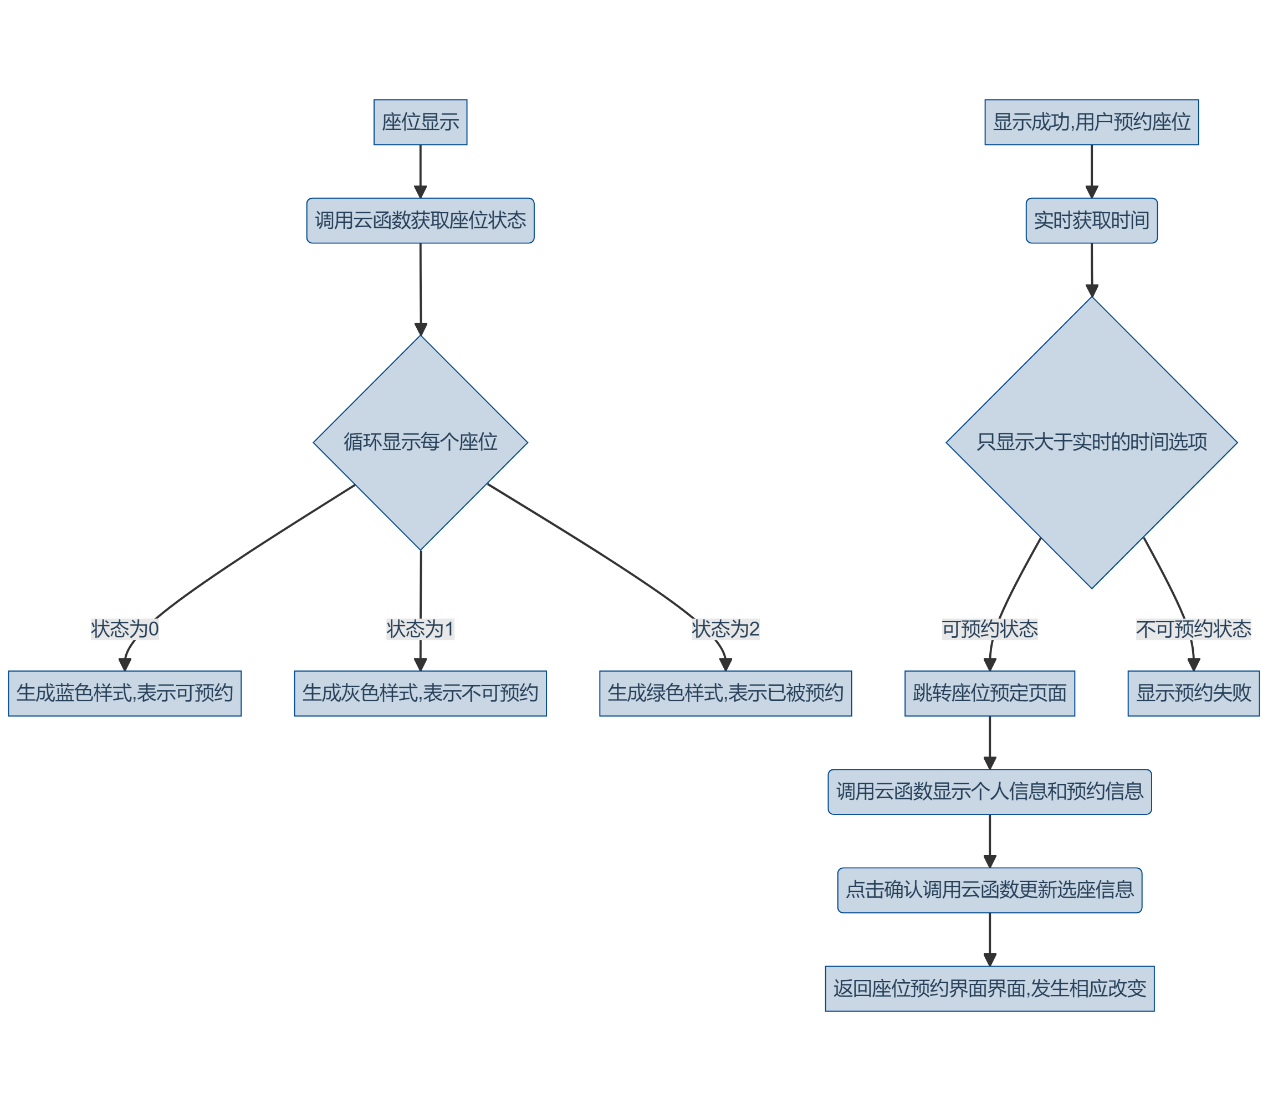 座位显示
调用云函数获取座位状态
循环显示每个座位
状态为0
状态为1
状态为2
生成蓝色样式,表示可预约
生成灰色样式,表示不可预约
生成绿色样式,表示已被预约
显示成功,用户预约座位
实时获取时间
只显示大于实时的时间选项
可预约状态
不可预约状态
跳转座位预定页面
显示预约失败
调用云函数显示个人信息和预约信息
点击确认调用云函数更新选座信息
返回座位预约界面界面,发生相应改变